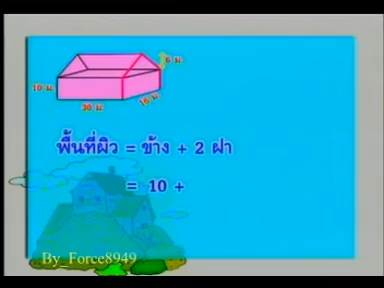 6 ม.
10 ม.
16 ม.
30 ม.
พื้นที่ผิว = ข้าง + 2 ฝา
= 10 +
By_Force8949